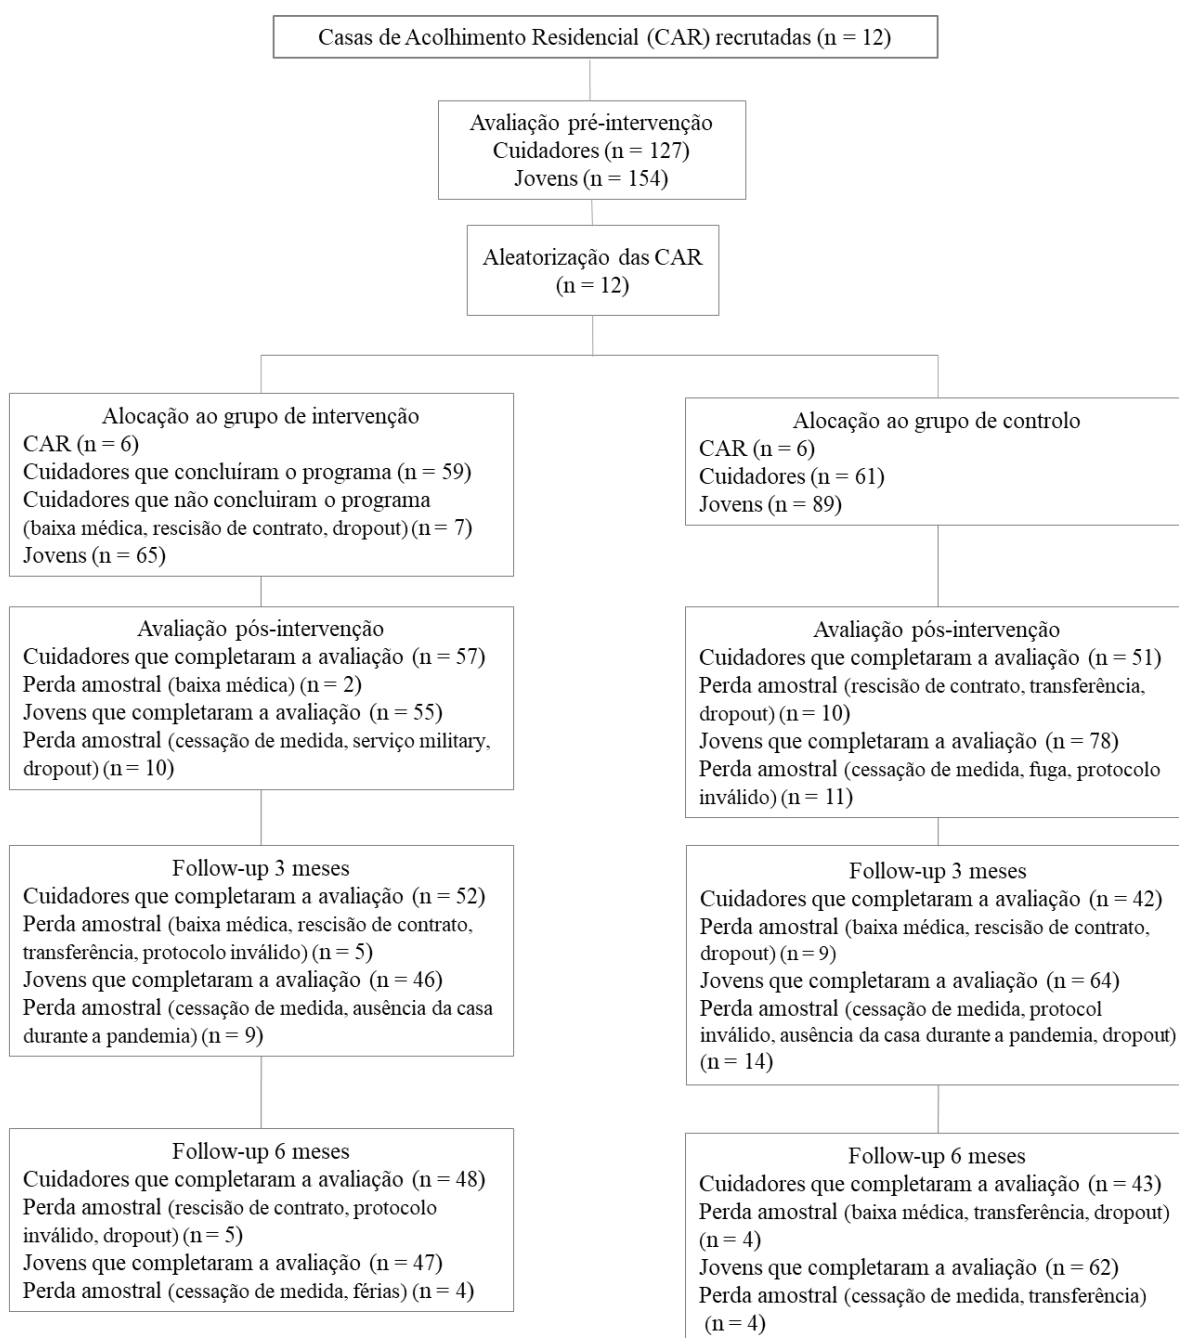 Casas de Acolhimento Residencial (CAR) recrutadas (n = 12)
Avaliação pré-intervenção
Cuidadores (n = 127)
Jovens (n = 154)
Aleatorização das CAR
(n = 12)
Alocação ao grupo de intervenção
CAR (n = 6)
Cuidadores que concluíram o programa (n = 59)
Cuidadores que não concluiram o programa
(baixa médica, rescisão de contrato, dropout) (n = 7)
Jovens (n = 65)
Alocação ao grupo de controlo
CAR (n = 6)
Cuidadores (n = 61)
Jovens (n = 89)
Avaliação pós-intervenção
Cuidadores que completaram a avaliação (n = 57)
Perda amostral (baixa médica) (n = 2)
Jovens que completaram a avaliação (n = 55)
Perda amostral (cessação de medida, serviço military,
dropout) (n = 10)
Avaliação pós-intervenção
Cuidadores que completaram a avaliação (n = 51)
Perda amostral (rescisão de contrato, transferência,
dropout) (n = 10)
Jovens que completaram a avaliação (n = 78)
Perda amostral (cessação de medida, fuga, protocolo
inválido) (n = 11)
Follow-up 3 meses
Cuidadores que completaram a avaliação (n = 52)
Perda amostral (baixa médica, rescisão de contrato,
transferência, protocolo inválido) (n = 5)
Jovens que completaram a avaliação (n = 46)
Perda amostral (cessação de medida, ausência da casa
durante a pandemia) (n = 9)
Follow-up 3 meses
Cuidadores que completaram a avaliação (n = 42)
Perda amostral (baixa médica, rescisão de contrato,
dropout) (n = 9)
Jovens que completaram a avaliação (n = 64)
Perda amostral (cessação de medida, protocol
inválido, ausência da casa durante a pandemia, dropout)
(n = 14)
Follow-up 6 meses
Cuidadores que completaram a avaliação (n = 48)
Perda amostral (rescisão de contrato, protocolo
inválido, dropout) (n = 5)
Jovens que completaram a avaliação (n = 47)
Perda amostral (cessação de medida, férias) (n = 4)
Follow-up 6 meses
Cuidadores que completaram a avaliação (n = 43)
Perda amostral (baixa médica, transferência, dropout)
(n = 4)
Jovens que completaram a avaliação (n = 62)
Perda amostral (cessação de medida, transferência)
(n = 4)